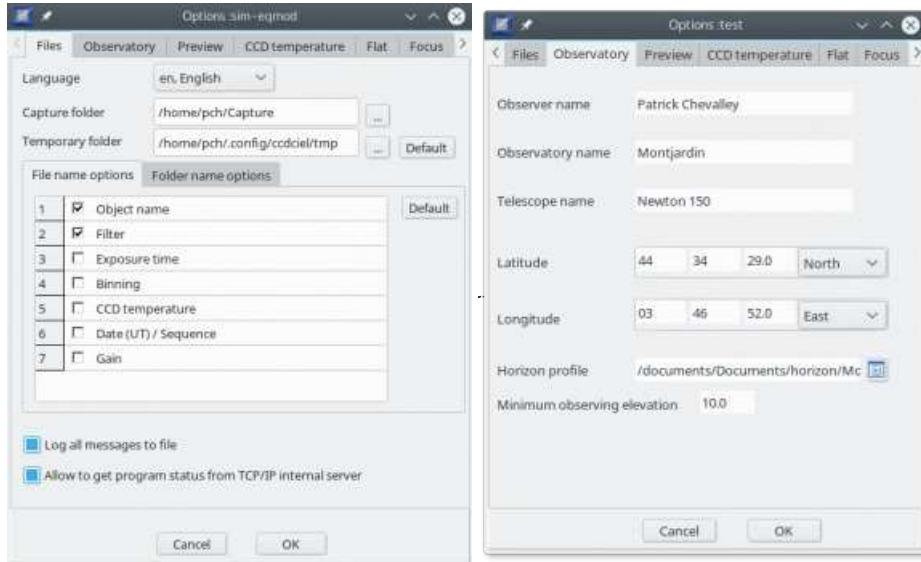 Options :sim-eqmod
Files Observatory Preview CCD temperature Flat Focus
Language en, English
Capture folder /home/pch/Capture ...
Temporary folder /home/pch/.config/ccdciel/tmp ... Default
File name options Folder name options
1 Object name Default
2 Filter
3 Exposure time
4 Binning
5 CCD temperature
6 Date (UT) / Sequence
7 Gain
Log all messages to file
Allow to get program status from TCP/IP internal server
Cancel OK
Options :test
Files Observatory Preview CCD temperature Flat Focus
Observer name Patrick Chevalley
Observatory name Montjardin
Telescope name Newton 150
Latitude 44 34 29.0 North
Longitude 03 46 52.0 East
Horizon profile /documents/Documents/horizon/Mc
Minimum observing elevation 10.0
Cancel OK